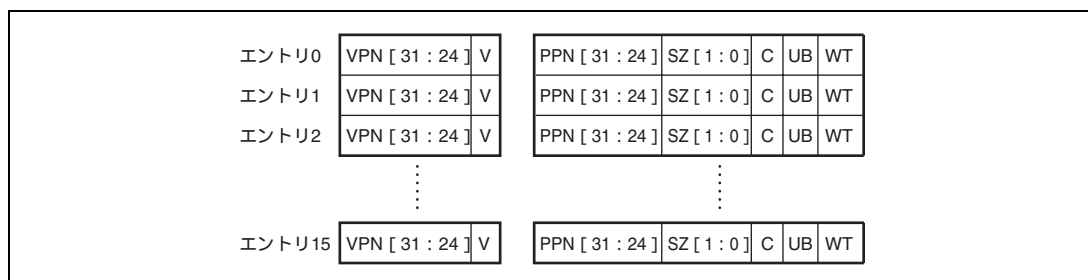 エントリ0 VPN [ 31 : 24 ] V PPN [ 31 : 24 ] SZ [ 1 : 0 ] C UB WT
エントリ1 VPN [ 31 : 24 ] V PPN [ 31 : 24 ] SZ [ 1 : 0 ] C UB WT
エントリ2 VPN [ 31 : 24 ] V PPN [ 31 : 24 ] SZ [ 1 : 0 ] C UB WT
エントリ15 VPN [ 31 : 24 ] V PPN [ 31 : 24 ] SZ [ 1 : 0 ] C UB WT